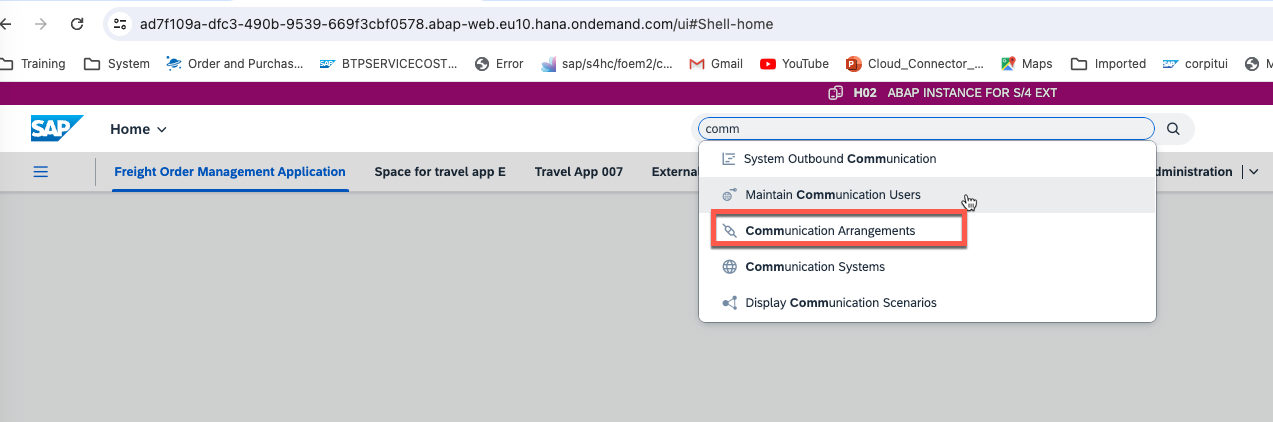 ad7f109a-dfc3-490b-9539-669f3cbf0578.abap-web.eu10.hana.ondemand.com/ui#Shell-home
Training System Order and Purchas... BTPSERVICECOST... Error sap/s4hc/foem2/c... Gmail YouTube Cloud_Connector_... Maps Imported corpitui
H02 ABAP INSTANCE FOR S/4 EXT
SAP Home comm
Freight Order Management Application Space for travel app E Travel App 007 Externa dministration
System Outbound Communication
Maintain Communication Users
Communication Arrangements
Communication Systems
Display Communication Scenarios